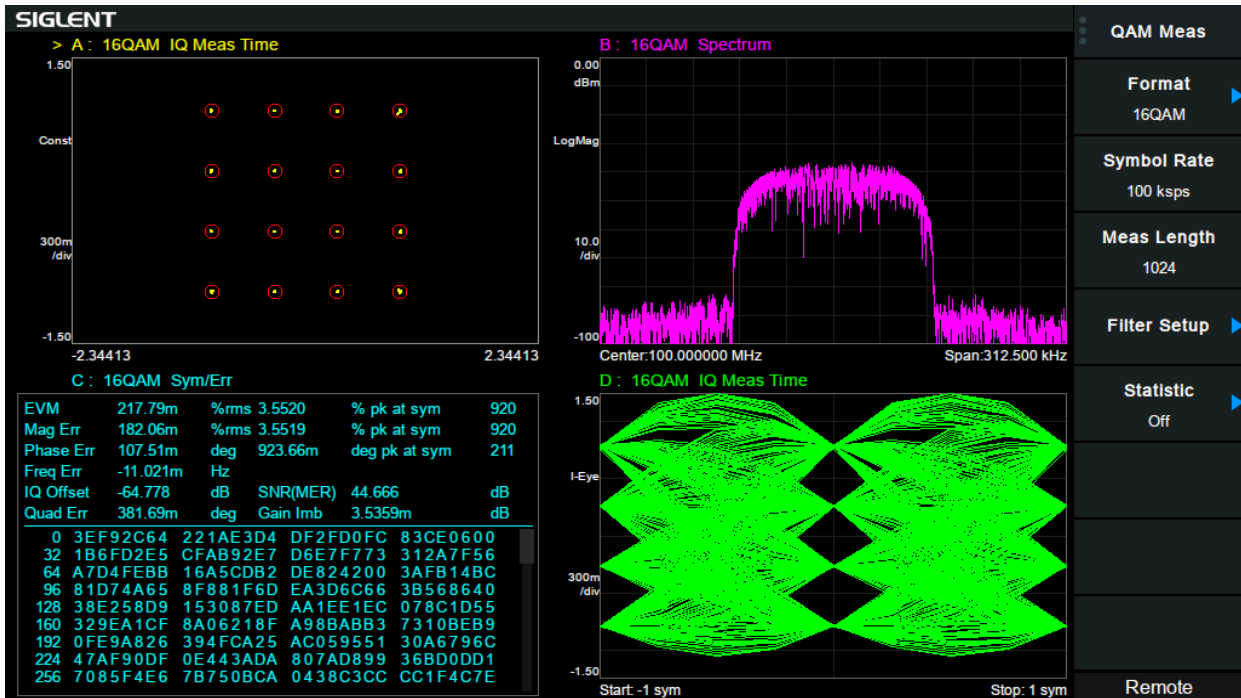 SIGLENT
> A : 16QAM IQ Meas Time
1.50
Const
300m
/div
-1.50
-2.34413 2.34413
B : 16QAM Spectrum
0.00
dBm
LogMag
10.0
/div
-100
Center:100.000000 MHz Span:312.500 kHz
C : 16QAM Sym/Err
EVM 217.79m %rms 3.5520 % pk at sym 920
Mag Err 182.06m %rms 3.5519 % pk at sym 920
Phase Err 107.51m deg 923.66m deg pk at sym 211
Freq Err -11.021m Hz
IQ Offset -64.778 dB SNR(MER) 44.666 dB
Quad Err 381.69m deg Gain Imb 3.5359m dB
0 3EF92C64 221AE3D4 DF2FD0FC 83CE0600
32 1B6FD2E5 CFAB92E7 D6E7F773 312A7F56
64 A7D4FEBB 16A5CDB2 DE824200 3AFB14BC
96 81D74A65 8F881F6D EA3D6C66 3B568640
128 38E258D9 153087ED AA1EE1EC 078C1D55
160 329EA1CF 8A06218F A98BABB3 7310BEB9
192 0FE9A826 394FCA25 AC059551 30A6796C
224 47AF90DF 0E443ADA 807AD899 36BD0DD1
256 7085F4E6 7B750BCA 0438C3CC CC1F4C7E
D : 16QAM IQ Meas Time
1.50
I-Eye
300m
/div
-1.50
Start: -1 sym Stop: 1 sym
QAM Meas
Format
16QAM
Symbol Rate
100 ksps
Meas Length
1024
Filter Setup
Statistic
Off
Remote